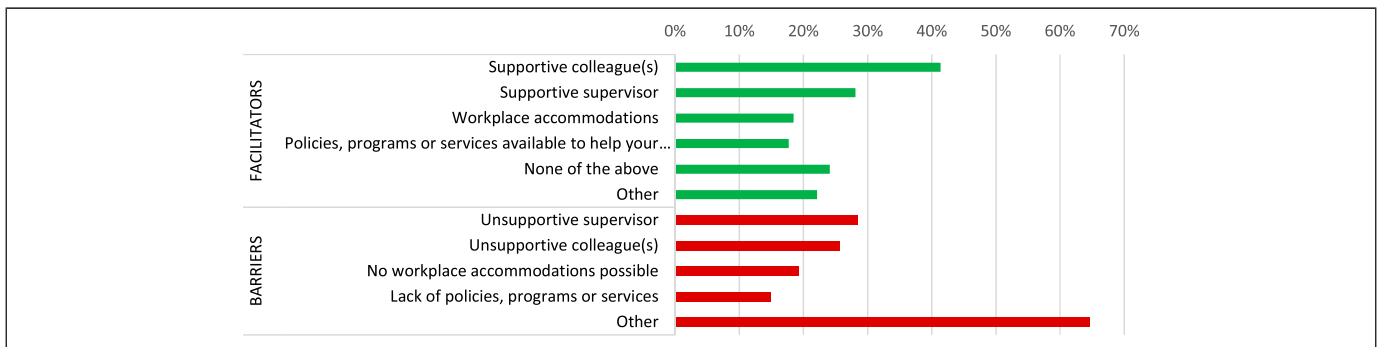 0% 10% 20% 30% 40% 50% 60% 70%
FACILITATORS
Supportive colleague(s)
Supportive supervisor
Workplace accommodations
Policies, programs or services available to help your...
None of the above
Other
BARRIERS
Unsupportive supervisor
Unsupportive colleague(s)
No workplace accommodations possible
Lack of policies, programs or services
Other